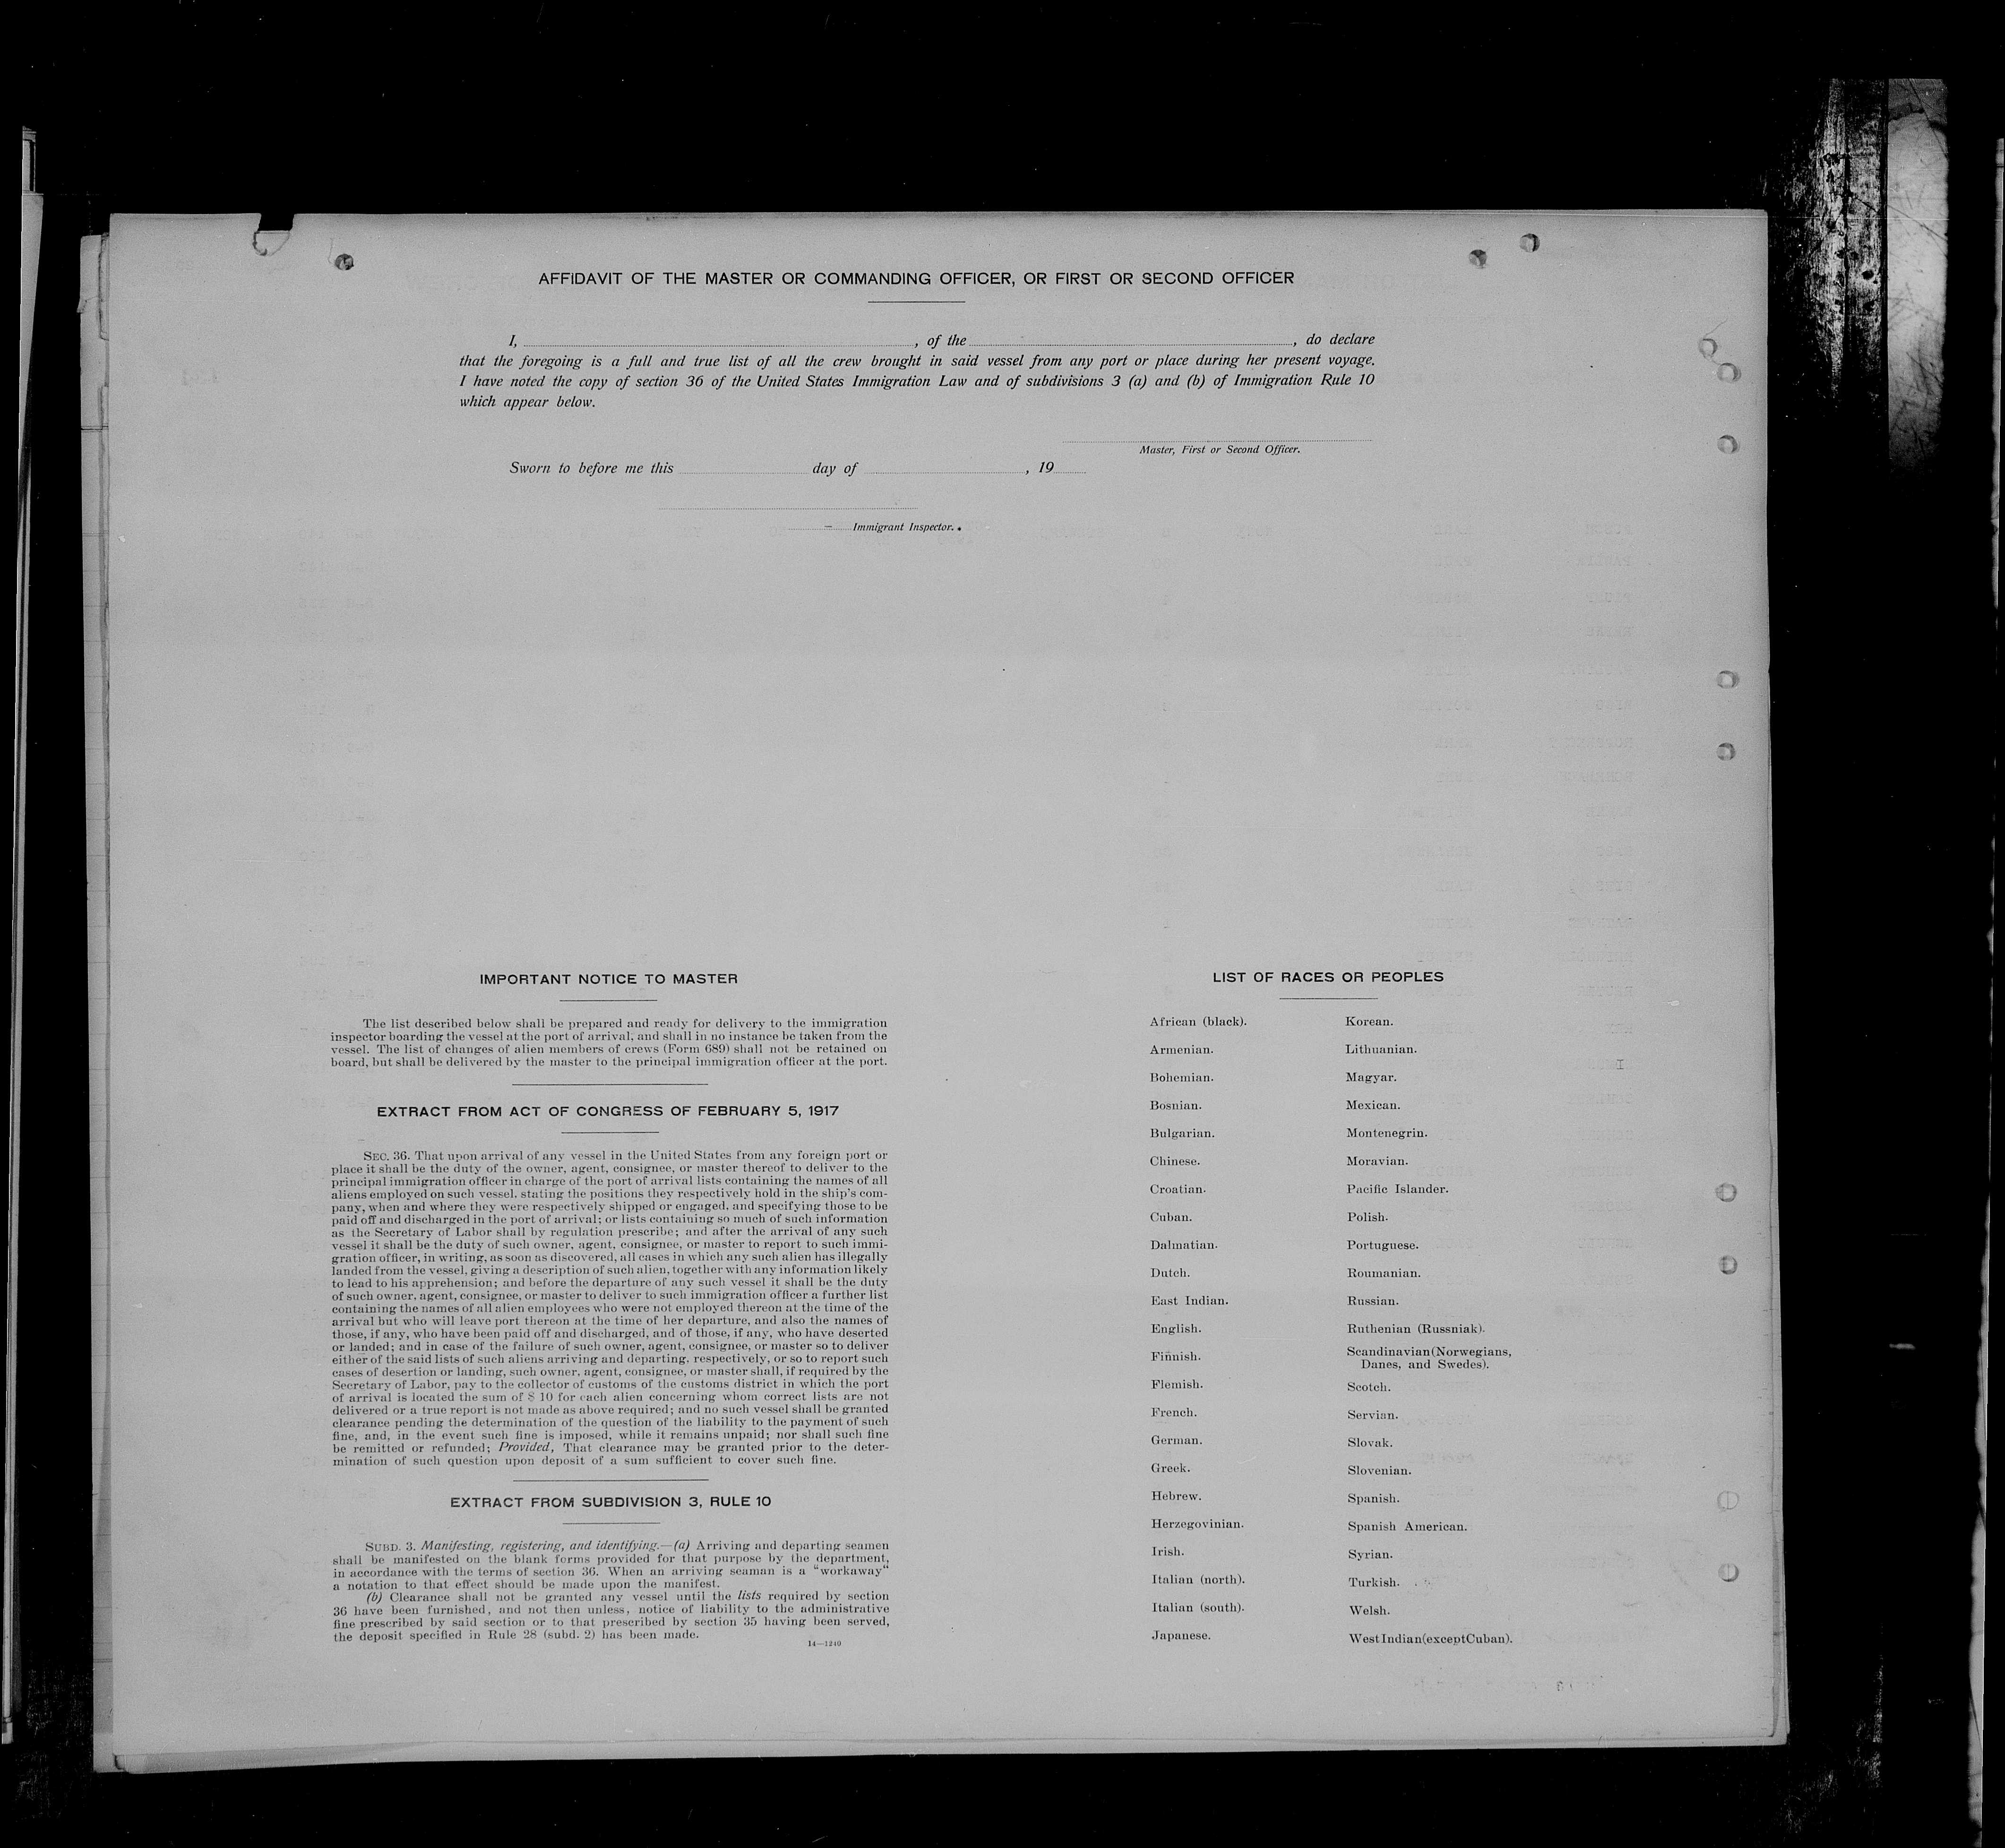 AFFIDAVIT OF THE MASTER OR COMMANDING OFFICER, OR FIRST OR SECOND OFFICER
I, , of the , do declare
that the foregoing is a full and true list of all the crew brought in said vessel from any port or place during her present voyage.
I have noted the copy of section 36 of the United States Immigration Law and of subdivisions 3 (a) and (b) of Immigration Rule 10
which appear below.
Master, First or Second Officer.
Sworn to before me this day of , 19
Immigrant Inspector.
IMPORTANT NOTICE TO MASTER
The list described below shall be prepared and ready for delivery to the immigration
inspector boarding the vessel at the port of arrival, and shall in no instance be taken from the
vessel. The list of changes of alien members of crews (Form 689) shall not be retained on
board, but shall be delivered by the master to the principal immigration officer at the port.
EXTRACT FROM ACT OF CONGRESS OF FEBRUARY 5, 1917
SEC. 36. That upon arrival of any vessel in the United States from any foreign port or
place it shall be the duty of the owner, agent, consignee, or master thereof to deliver to the
principal immigration officer in charge of the port of arrival lists containing the names of all
aliens employed on such vessel. stating the positions they respectively hold in the ship's com-
pany, when and where they were respectively shipped or engaged, and specifying those to be
paid off and discharged in the port of arrival; or lists containing so much of such information
as the Secretary of Labor shall by regulation prescribe; and after the arrival of any such
vessel it shall be the duty of such owner, agent, consignee, or master to report to such immi-
gration officer, in writing, as soon as discovered, all cases in which any such alien has illegally
landed from the vessel, giving a description of such alien, together with any information likely
to lead to his apprehension; and before the departure of any such vessel it shall be the duty
of such owner, agent, consignee, or master to deliver to such immigration officer a further list
containing the names of all alien employees who were not employed thereon at the time of the
arrival but who will leave port thereon at the time of her departure, and also the names of
those, if any, who have been paid off and discharged, and of those, if any, who have deserted
or landed; and in case of the failure of such owner, agent, consignee, or master so to deliver
either of the said lists of such aliens arriving and departing, respectively, or so to report such
cases of desertion or landing, such owner, agent, consignee, or master shall, if required by the
Secretary of Labor, pay to the collector of customs of the customs district in which the port
of arrival is located the sum of $ 10 for each alien concerning whom correct lists are not
delivered or a true report is not made as above required; and no such vessel shall be granted
clearance pending the determination of the question of the liability to the payment of such
fine, and, in the event such fine is imposed, while it remains unpaid; nor shall such fine
be remitted or refunded; Provided, That clearance may be granted prior to the deter-
mination of such question upon deposit of a sum sufficient to cover such fine.
EXTRACT FROM SUBDIVISION 3, RULE 10
SUBD. 3. Manifesting, registering, and identifying.—(a) Arriving and departing seamen
shall be manifested on the blank forms provided for that purpose by the department,
in accordance with the terms of section 36. When an arriving seaman is a “workaway“
a notation to that effect should be made upon the manifest.
(b) Clearance shall not be granted any vessel until the lists required by section
36 have been furnished, and not then unless, notice of liability to the administrative
fine prescribed by said section or to that prescribed by section 35 having been served,
the deposit specified in Rule 28 (subd. 2) has been made.
14—1240
LIST OF RACES OR PEOPLES
African (black).
Armenian.
Bohemian.
Bosnian.
Bulgarian.
Chinese.
Croatian.
Cuban.
Dalmatian.
Dutch.
East Indian.
English.
Finnish.
Flemish.
French.
German.
Greek.
Hebrew.
Herzegovinian.
Irish.
Italian (north).
Italian (south).
Japanese.
Korean.
Lithuanian.
Magyar.
Mexican.
Montenegrin.
Moravian.
Pacific Islander.
Polish.
Portuguese.
Roumanian.
Russian.
Ruthenian (Russniak).
Scandinavian (Norwegians,
Danes, and Swedes).
Scotch.
Servian.
Slovak.
Slovenian.
Spanish.
Spanish American.
Syrian.
Turkish.
Welsh.
West Indian (except Cuban).